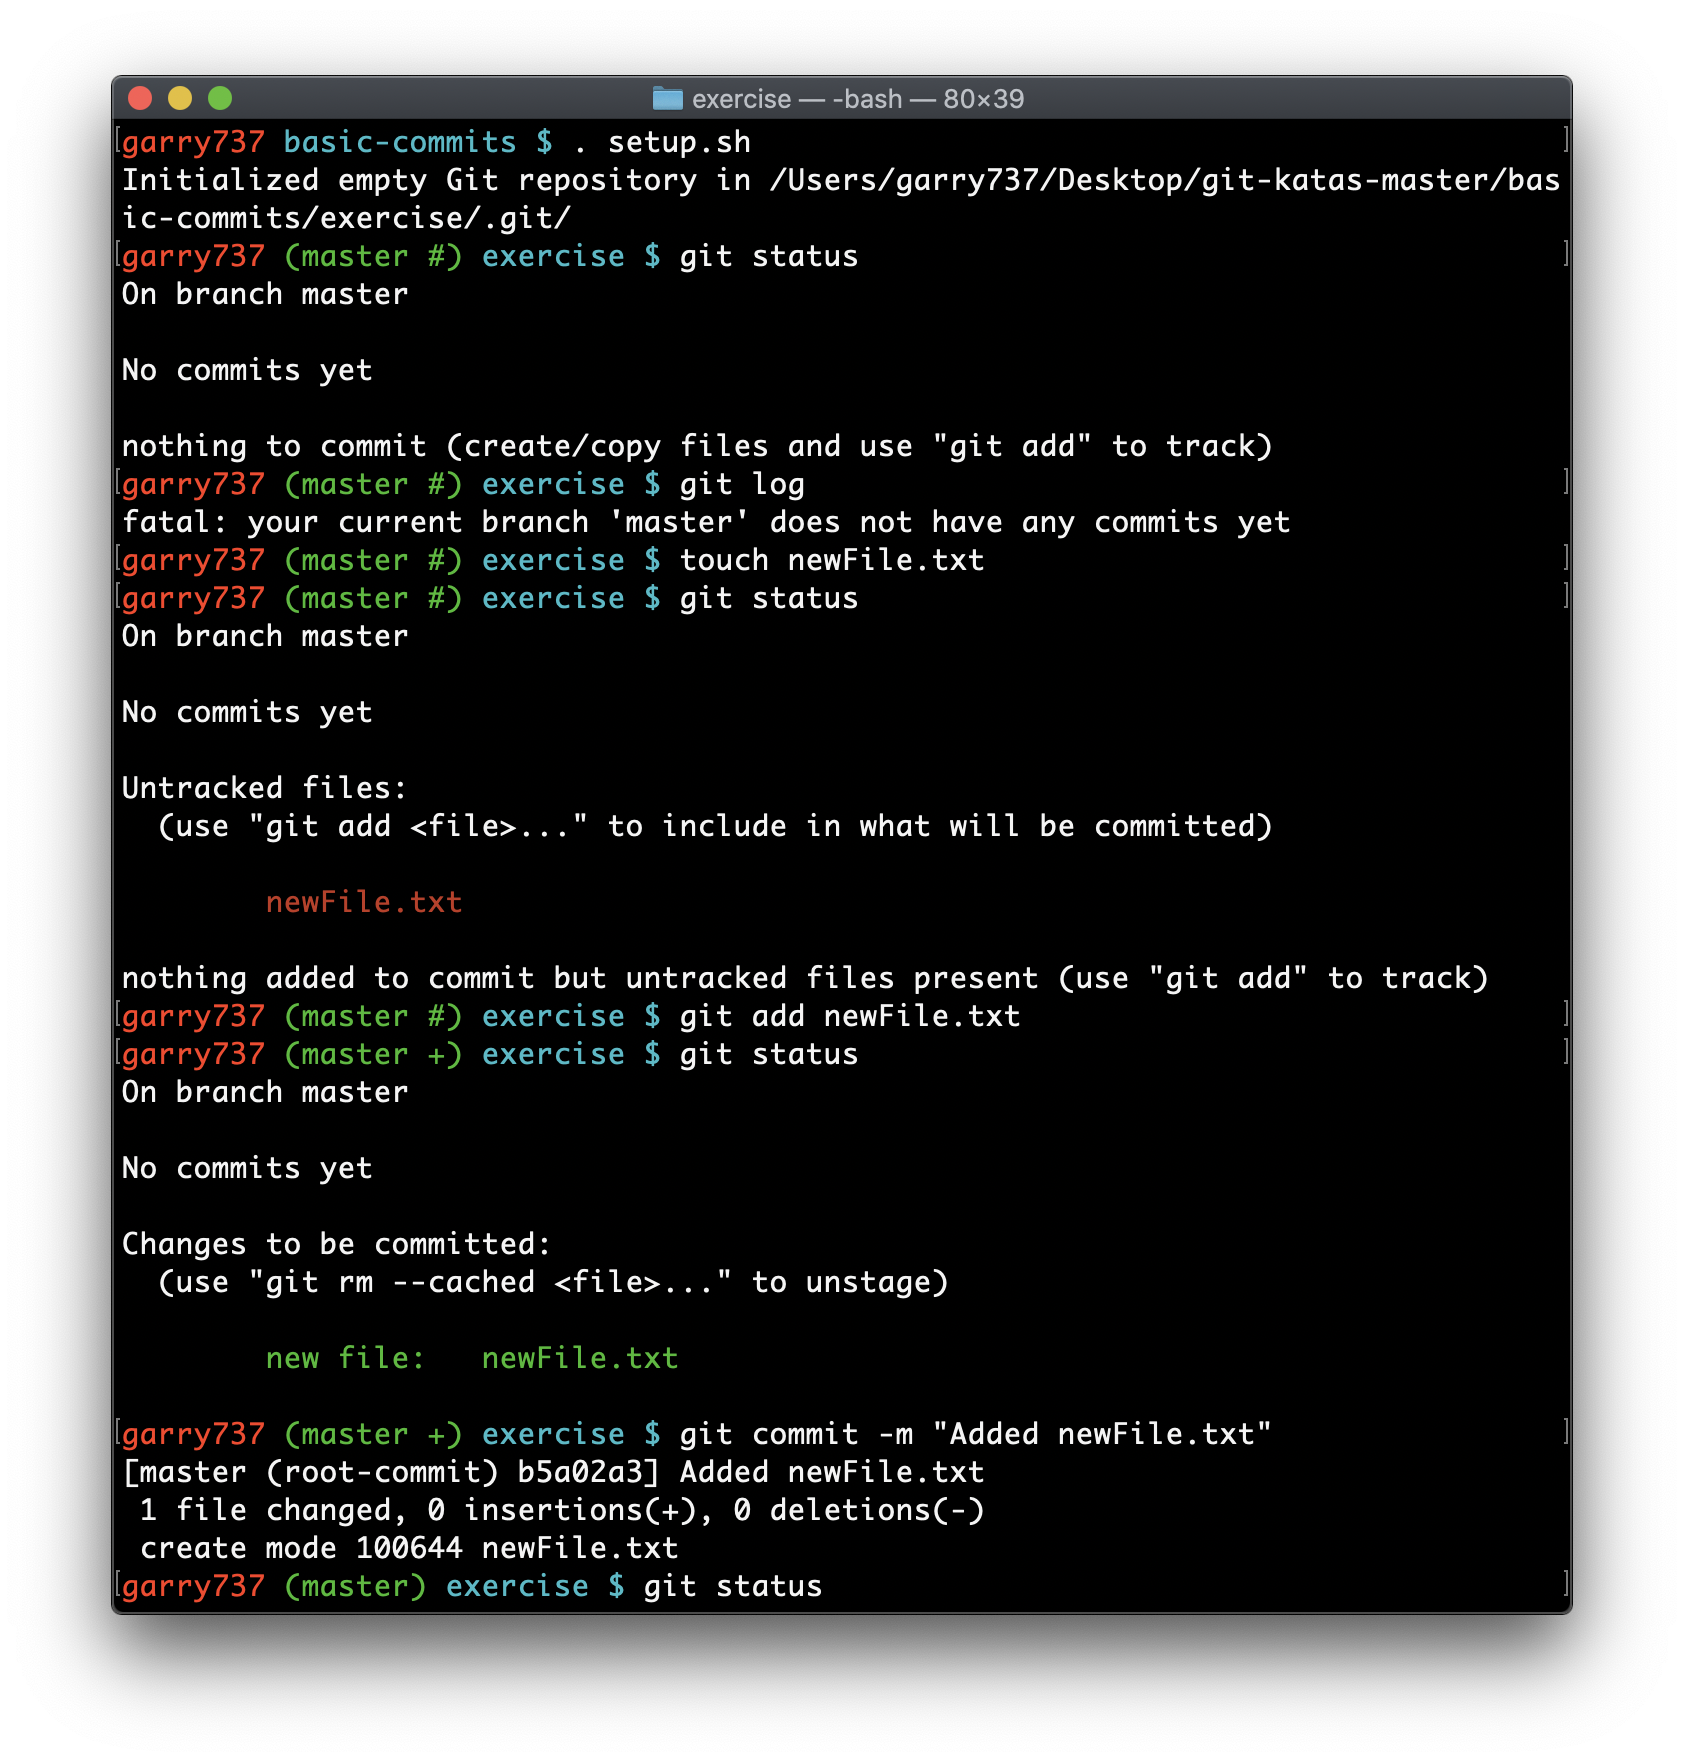 exercise — -bash — 80×39
garry737 basic-commits $ . setup.sh
Initialized empty Git repository in /Users/garry737/Desktop/git-katas-master/bas
ic-commits/exercise/.git/
garry737 (master #) exercise $ git status
On branch master
No commits yet
nothing to commit (create/copy files and use "git add" to track)
garry737 (master #) exercise $ git log
fatal: your current branch 'master' does not have any commits yet
garry737 (master #) exercise $ touch newFile.txt
garry737 (master #) exercise $ git status
On branch master
No commits yet
Untracked files:
  (use "git add <file>..." to include in what will be committed)
        newFile.txt
nothing added to commit but untracked files present (use "git add" to track)
garry737 (master #) exercise $ git add newFile.txt
garry737 (master +) exercise $ git status
On branch master
No commits yet
Changes to be committed:
  (use "git rm --cached <file>..." to unstage)
        new file:   newFile.txt
garry737 (master +) exercise $ git commit -m "Added newFile.txt"
[master (root-commit) b5a02a3] Added newFile.txt
 1 file changed, 0 insertions(+), 0 deletions(-)
 create mode 100644 newFile.txt
garry737 (master) exercise $ git status